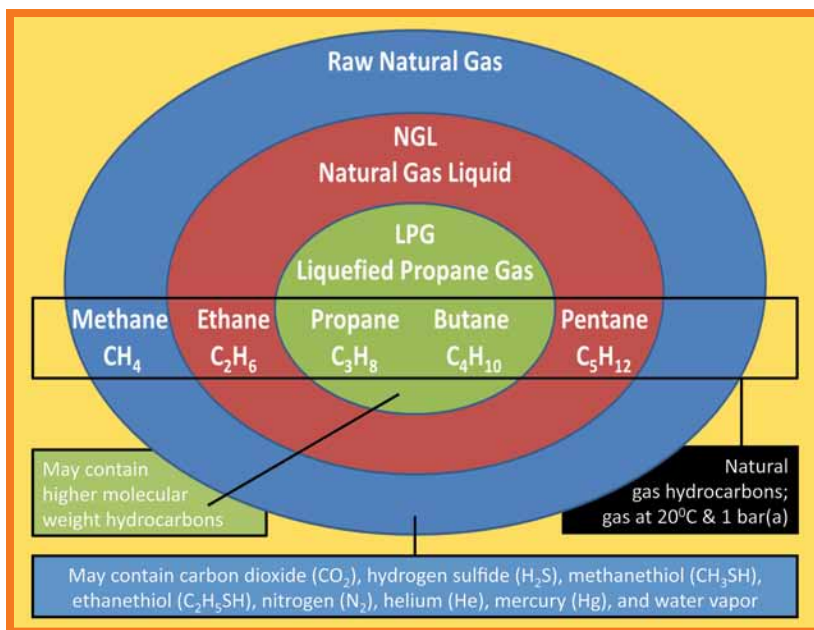 Raw Natural Gas
NGL
Natural Gas Liquid
LPG
Liquefied Propane Gas
Methane Ethane Propane Butane Pentane
CH₄ C₂H₆ C₃H₈ C₄H₁₀ C₅H₁₂
May contain
higher molecular
weight hydrocarbons
Natural
gas hydrocarbons;
gas at 20⁰C & 1 bar(a)
May contain carbon dioxide (CO₂), hydrogen sulfide (H₂S), methanethiol (CH₃SH),
ethanethiol (C₂H₅SH), nitrogen (N₂), helium (He), mercury (Hg), and water vapor